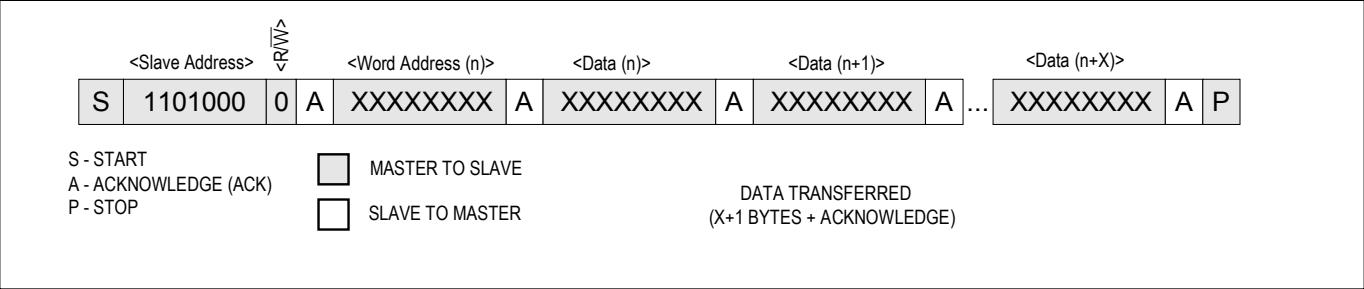 <R/W̅>
<Slave Address> <Word Address (n)> <Data (n)> <Data (n+1)> <Data (n+X)>
S 1101000 0 A XXXXXXXX A XXXXXXXX A XXXXXXXX A ... XXXXXXXX A P
S - START
A - ACKNOWLEDGE (ACK)
P - STOP
MASTER TO SLAVE
SLAVE TO MASTER
DATA TRANSFERRED
(X+1 BYTES + ACKNOWLEDGE)